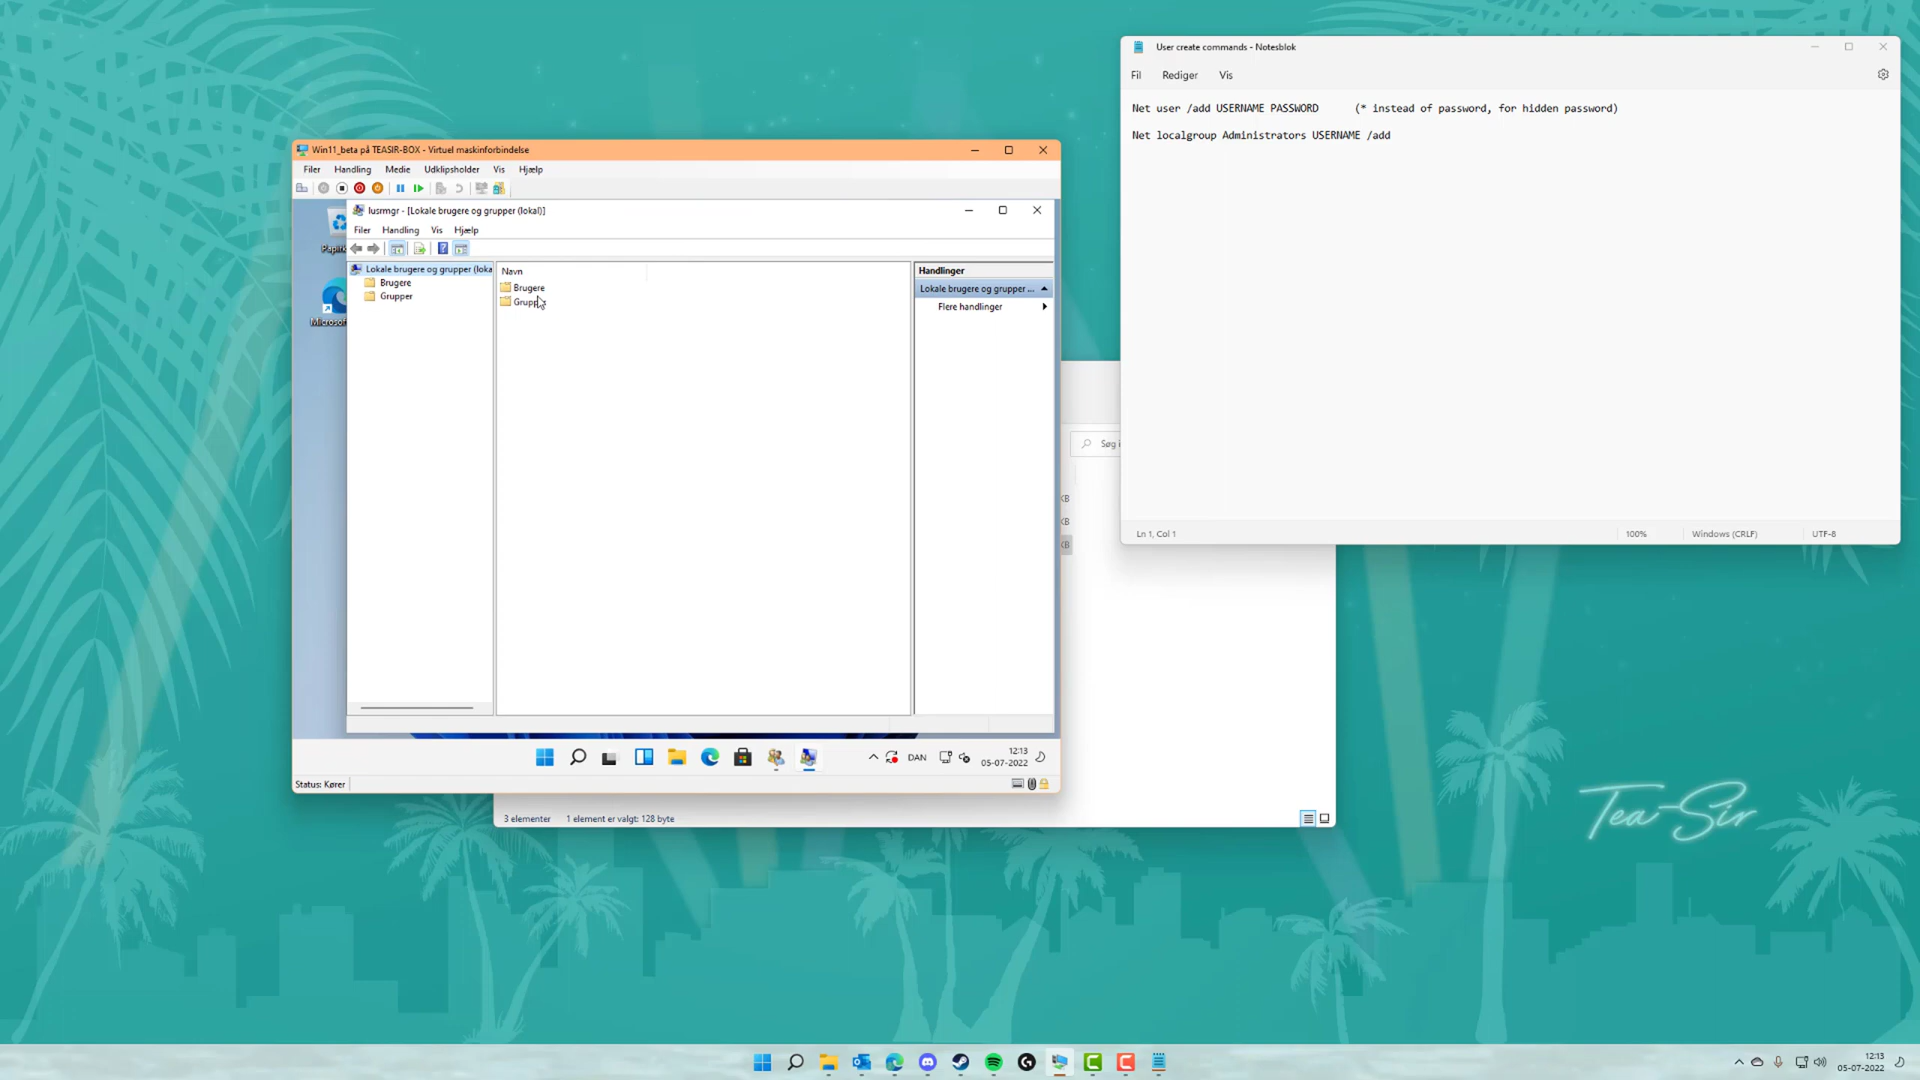 User create commands - Notesblok
Fil Rediger Vis
Net user /add USERNAME PASSWORD (* instead of password, for hidden password)
Net localgroup Administrators USERNAME /add
Ln 1, Col 1 100% Windows (CRLF) UTF-8
Win11_beta på TEASIR-BOX - Virtuel maskinforbindelse
Filer Handling Medie Udklipsholder Vis Hjælp
lusrmgr - [Lokale brugere og grupper (lokal)]
Filer Handling Vis Hjælp
Lokale brugere og grupper (loka
Brugere
Grupper
Navn
Brugere
Handlinger
Lokale brugere og grupper ...
Flere handlinger
DAN
12:13
05-07-2022
Status: Kører
Søg i
KB
KB
KB
3 elementer 1 element er valgt: 128 byte
Tea-Sir
12:13
05-07-2022